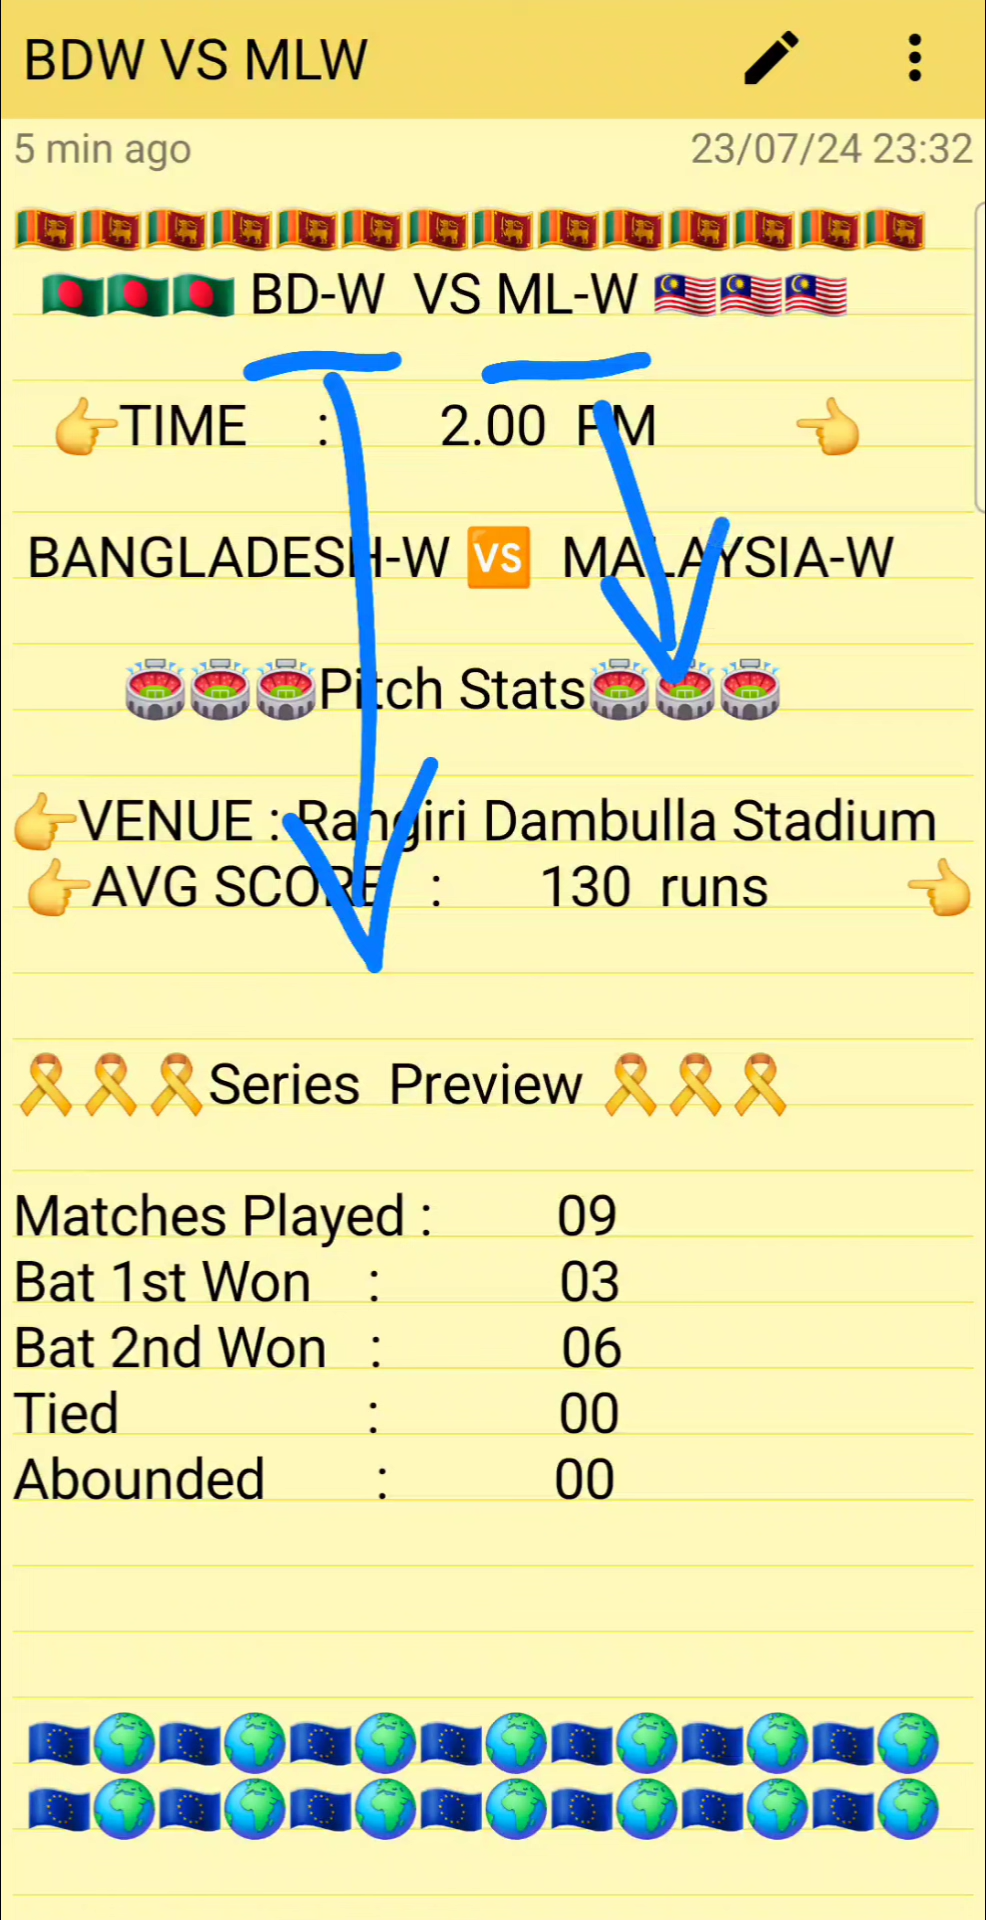 BDW VS MLW
5 min ago 23/07/24 23:32
BD-W VS ML-W
TIME : 2.00 PM
BANGLADESH-W VS MALAYSIA-W
Pitch Stats
VENUE : Rangiri Dambulla Stadium
AVG SCORE : 130 runs
Series Preview
Matches Played : 09
Bat 1st Won : 03
Bat 2nd Won : 06
Tied : 00
Abounded : 00